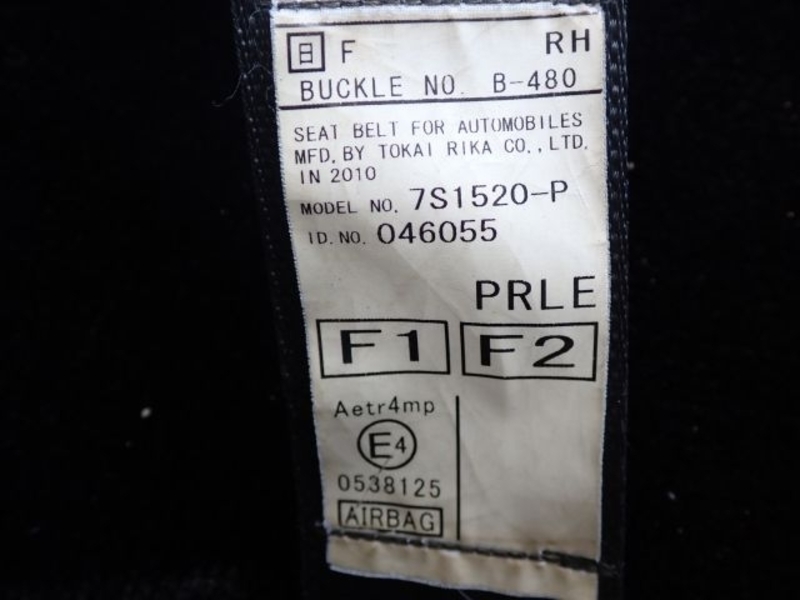 日 F RH
BUCKLE NO. B-480
SEAT BELT FOR AUTOMOBILES
MFD. BY TOKAI RIKA CO., LTD.
IN 2010
MODEL NO. 7S1520-P
ID. NO. 046055
PRLE
F1 F2
Aetr4mp
E4
0538125
AIRBAG